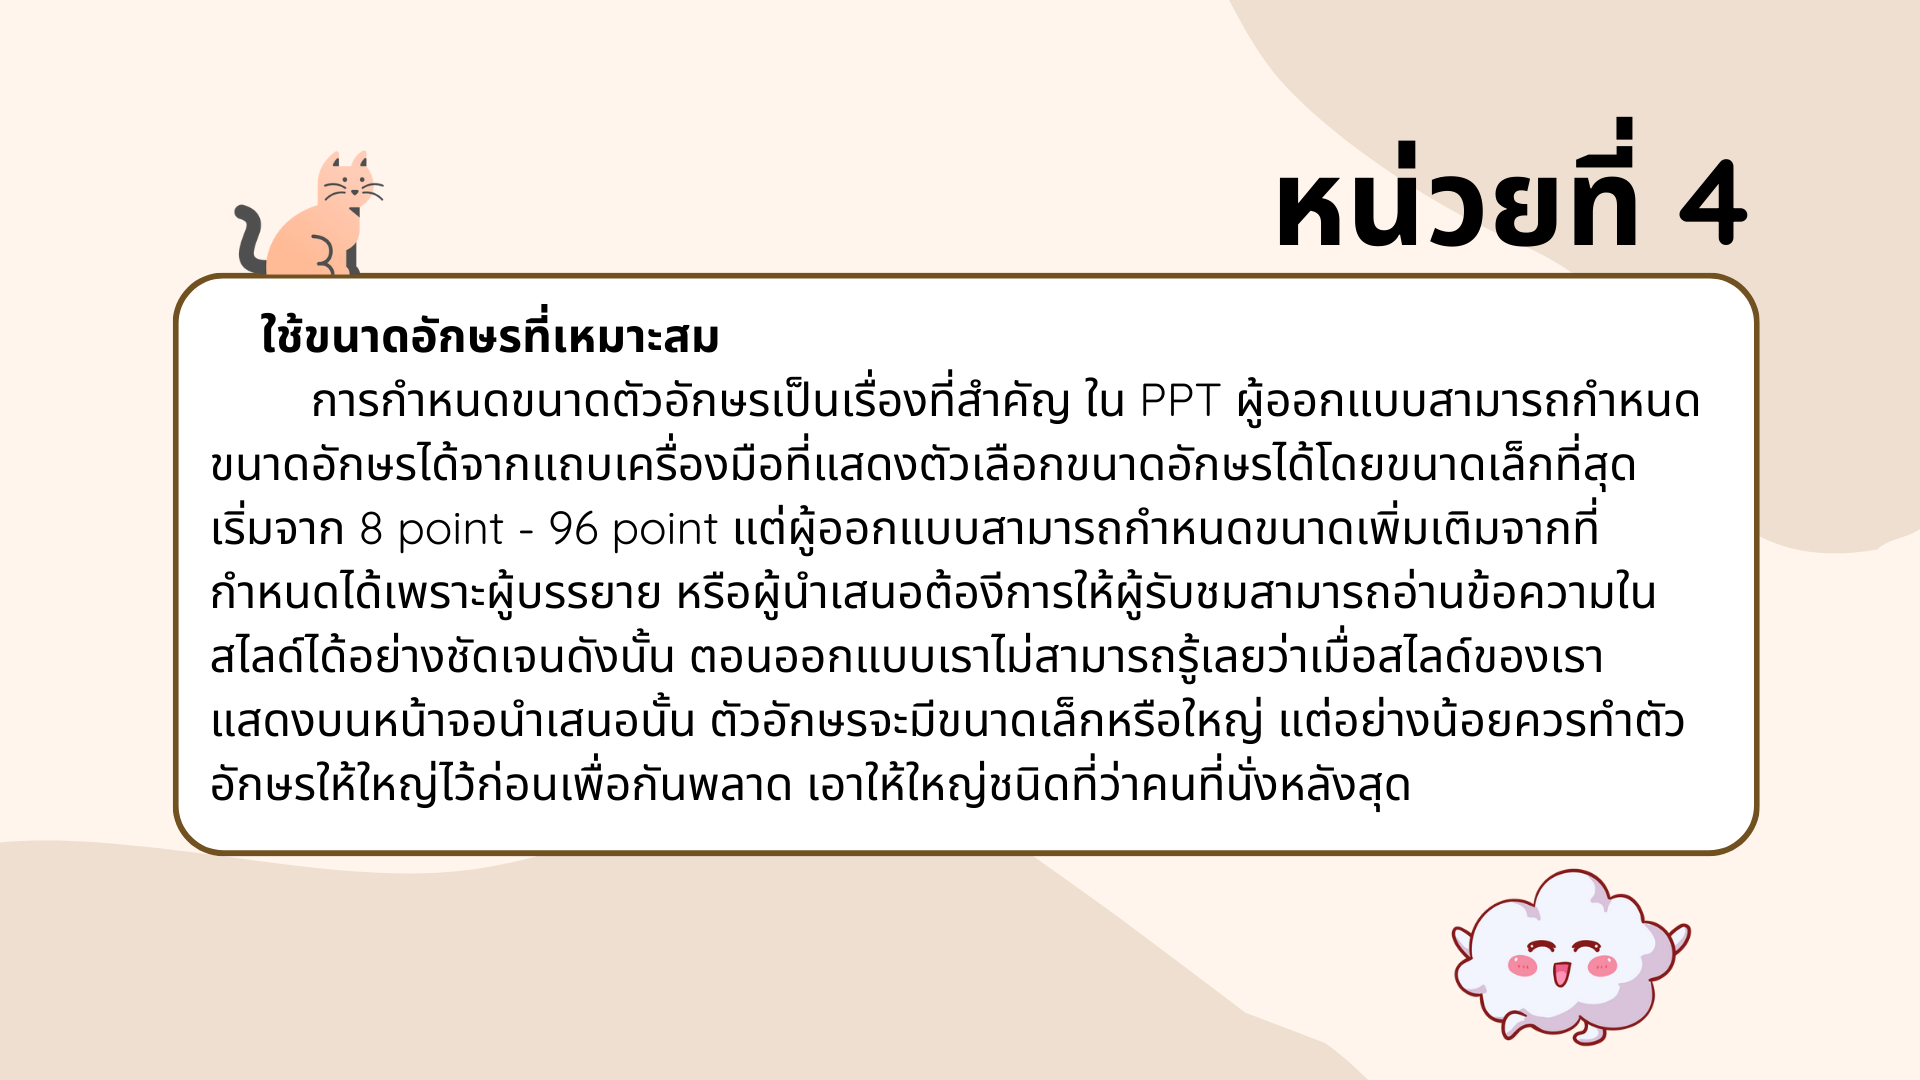 หน่วยที่ 4
ใช้ขนาดอักษรที่เหมาะสม
การกำหนดขนาดตัวอักษรเป็นเรื่องที่สำคัญ ใน PPT ผู้ออกแบบสามารถกำหนด
ขนาดอักษรได้จากแถบเครื่องมือที่แสดงตัวเลือกขนาดอักษรได้โดยขนาดเล็กที่สุด
เริ่มจาก 8 point - 96 point แต่ผู้ออกแบบสามารถกำหนดขนาดเพิ่มเติมจากที่
กำหนดได้เพราะผู้บรรยาย หรือผู้นำเสนอต้องีการให้ผู้รับชมสามารถอ่านข้อความใน
สไลด์ได้อย่างชัดเจนดังนั้น ตอนออกแบบเราไม่สามารถรู้เลยว่าเมื่อสไลด์ของเรา
แสดงบนหน้าจอนำเสนอนั้น ตัวอักษรจะมีขนาดเล็กหรือใหญ่ แต่อย่างน้อยควรทำตัว
อักษรให้ใหญ่ไว้ก่อนเพื่อกันพลาด เอาให้ใหญ่ชนิดที่ว่าคนที่นั่งหลังสุด